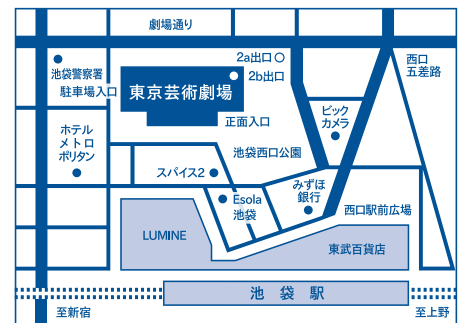 劇場通り
2a出口
西口
五差路
池袋警察署
2b出口
駐車場入口
東京芸術劇場
ビック
カメラ
正面入口
ホテル
メトロ
ポリタン
池袋西口公園
スパイス2
みずほ
銀行
Esola
池袋
西口駅前広場
LUMINE
東武百貨店
池袋駅
至新宿
至上野